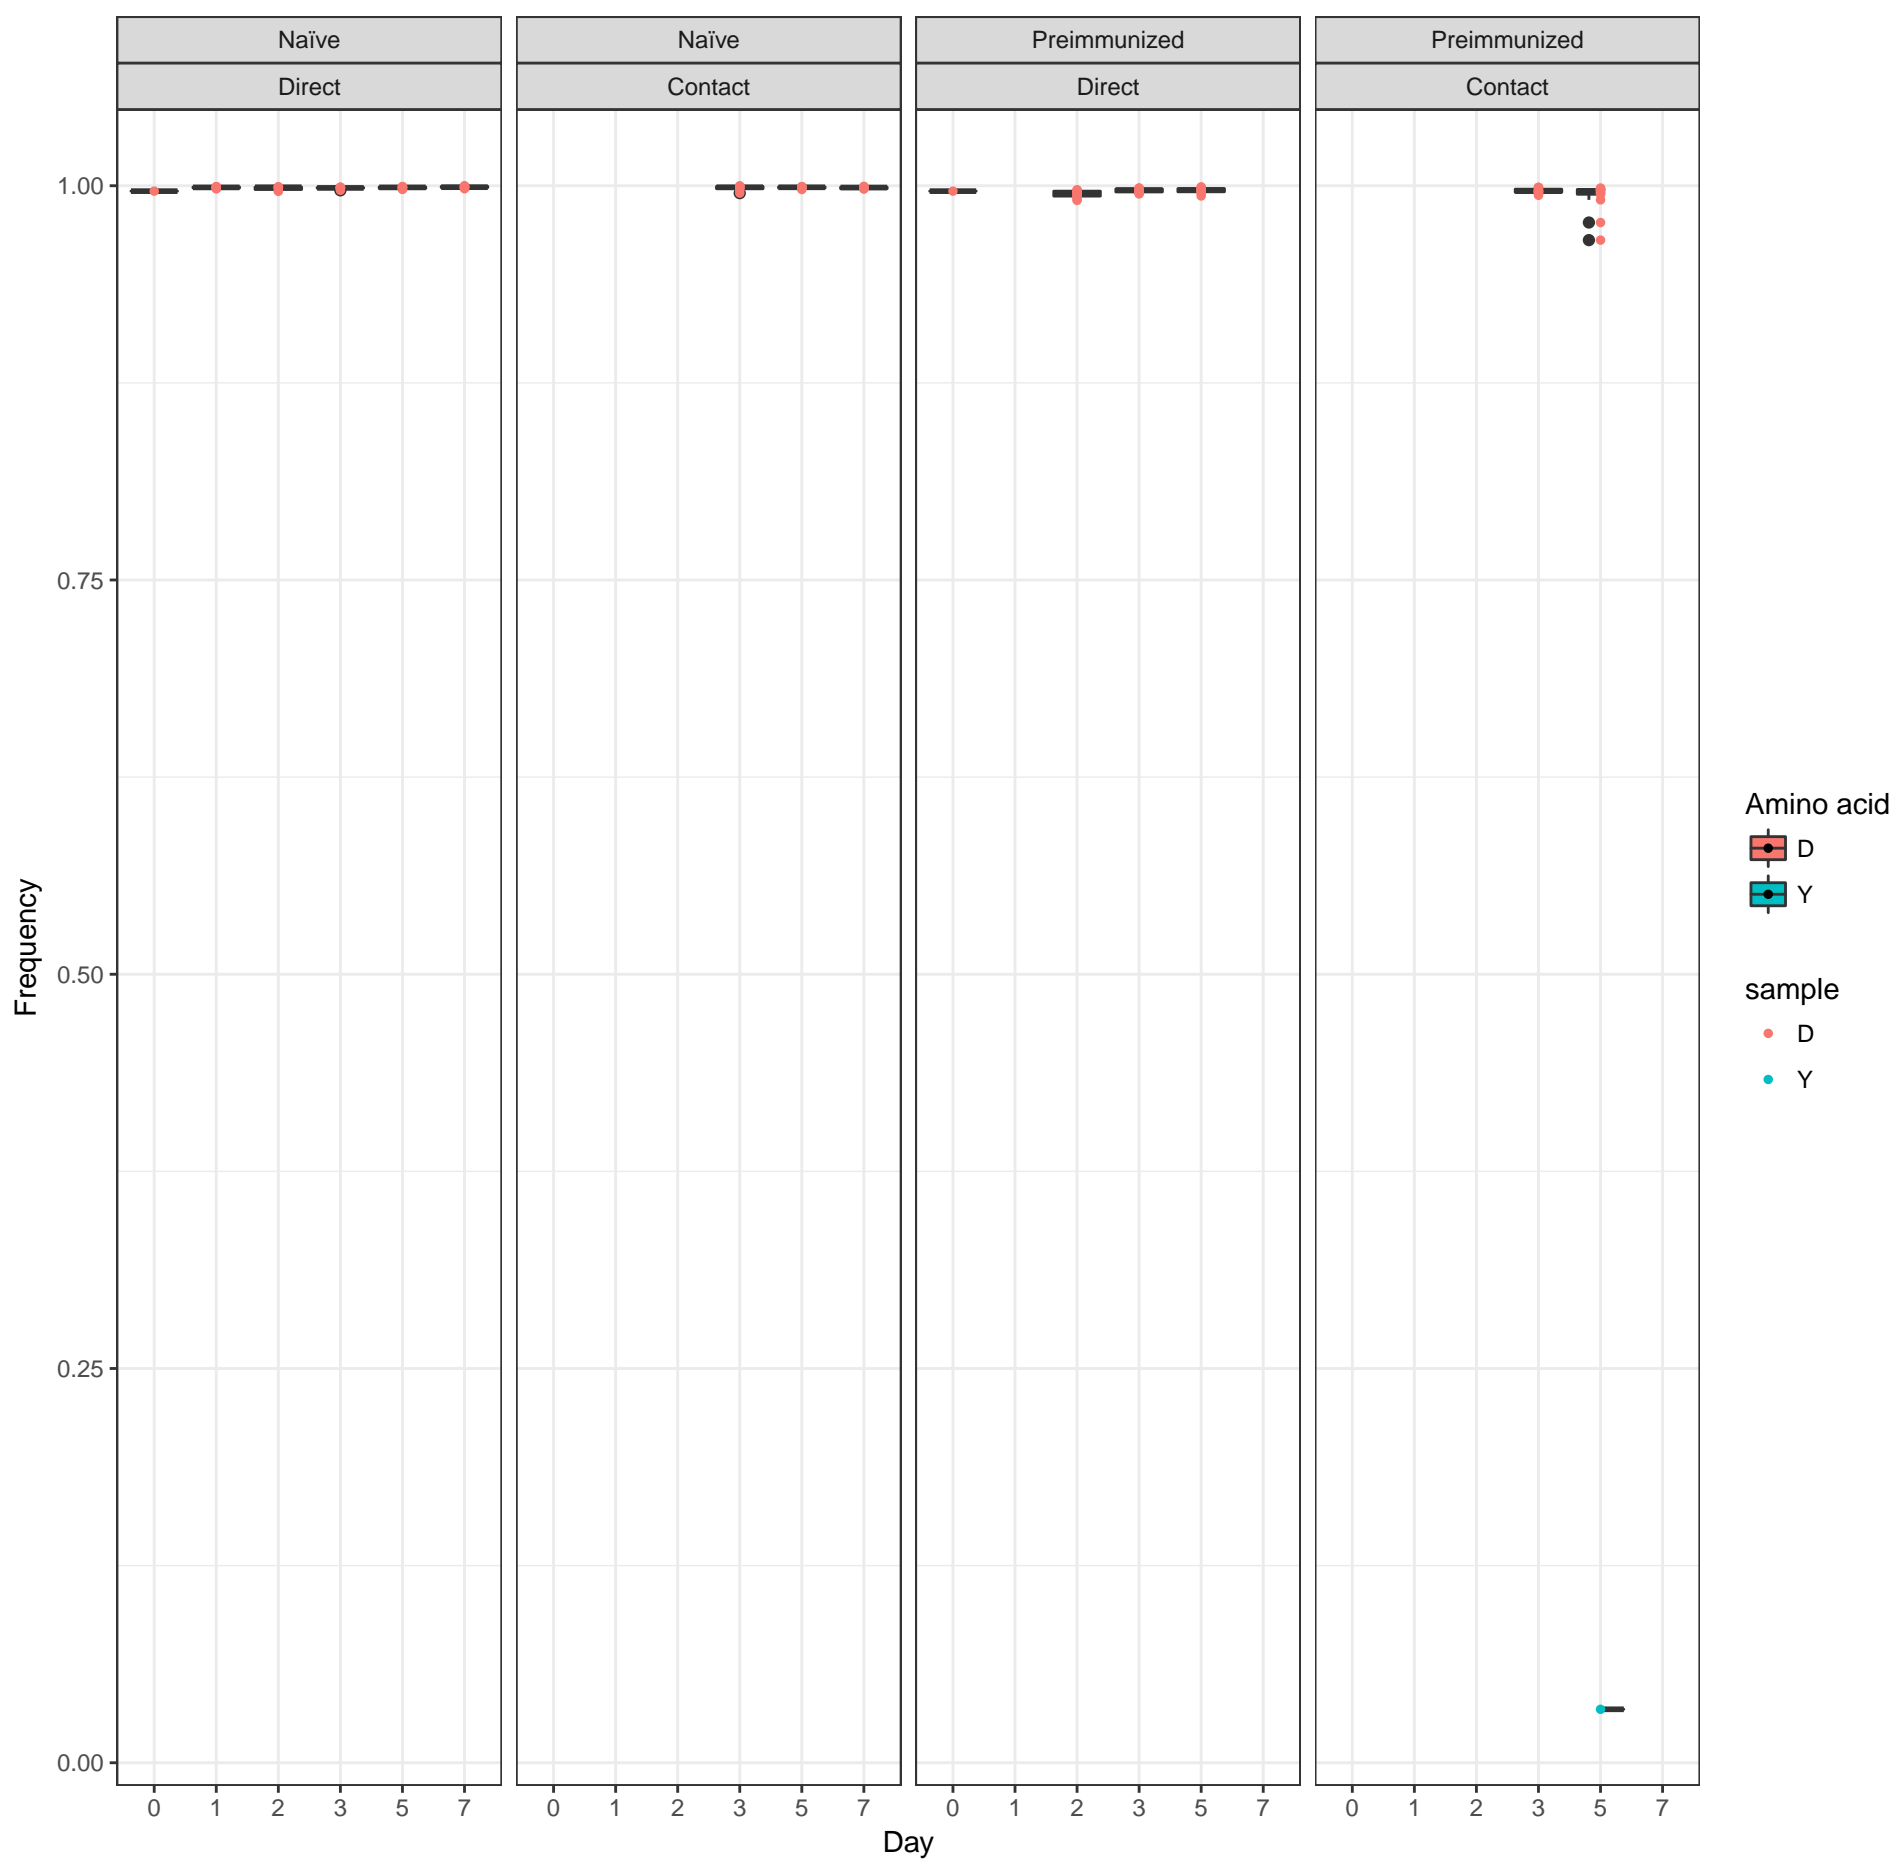 Naïve Naïve Preimmunized Preimmunized
Direct Contact Direct Contact
1.00
0.75
0.50
0.25
0.00
Frequency
0 1 2 3 5 7 0 1 2 3 5 7 0 1 2 3 5 7 0 1 2 3 5 7
Day
Amino acid
D
Y
sample
D
Y